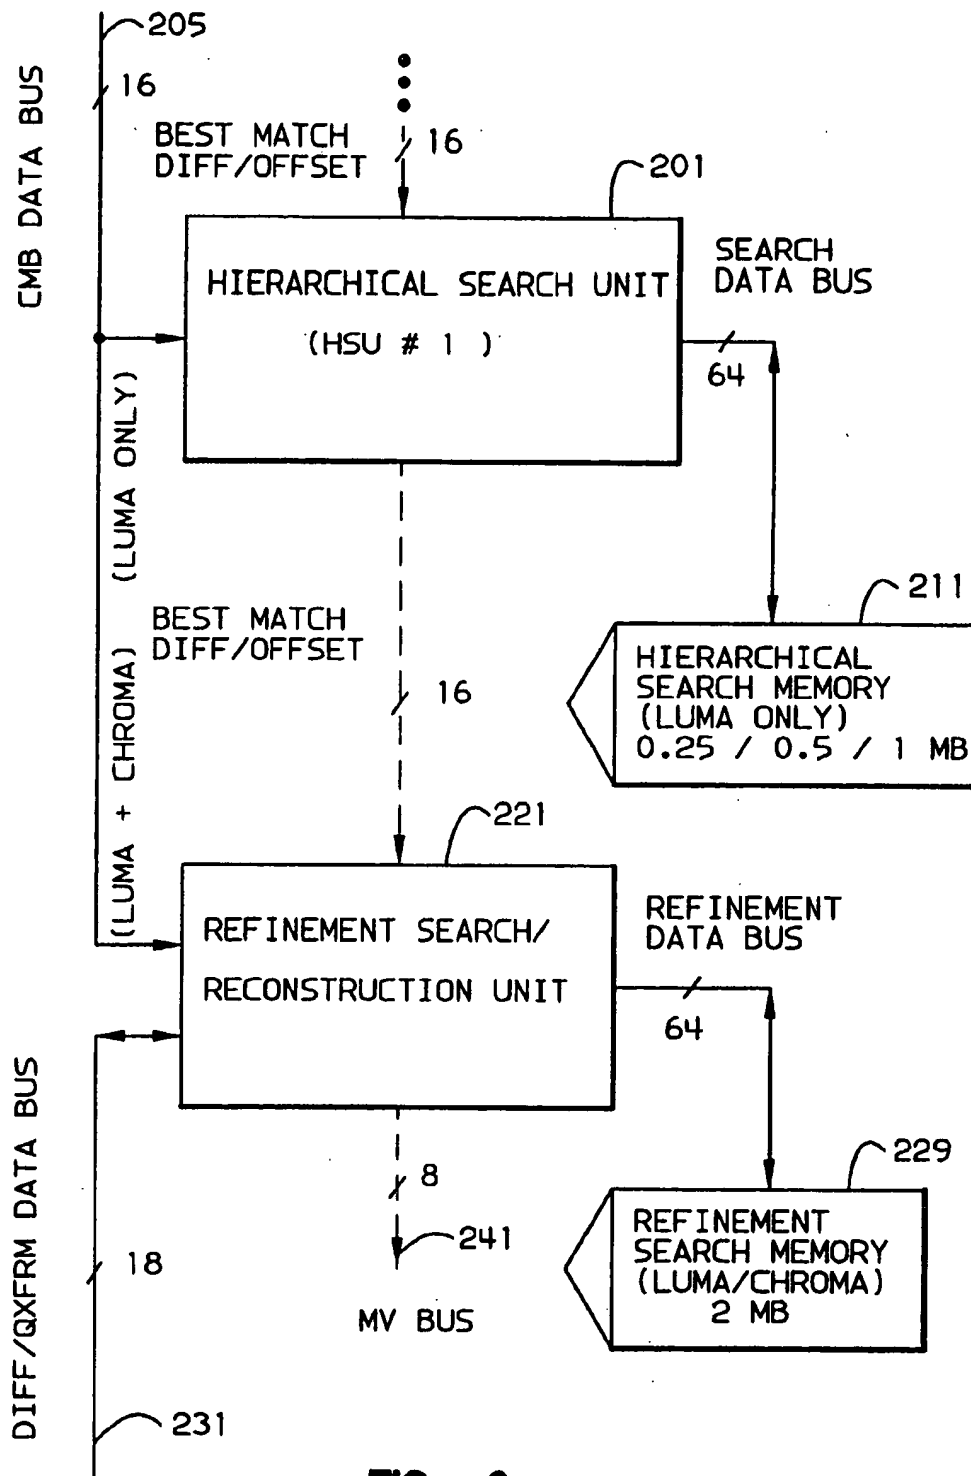 205
16
CMB DATA BUS
BEST MATCH
DIFF/OFFSET
16
201
HIERARCHICAL SEARCH UNIT
(HSU # 1 )
SEARCH
DATA BUS
64
(LUMA ONLY)
(LUMA + CHROMA)
BEST MATCH
DIFF/OFFSET
16
211
HIERARCHICAL
SEARCH MEMORY
(LUMA ONLY)
0.25 / 0.5 / 1 MB
221
REFINEMENT SEARCH/
RECONSTRUCTION UNIT
REFINEMENT
DATA BUS
64
DIFF/QXFRM DATA BUS
18
8
241
MV BUS
229
REFINEMENT
SEARCH MEMORY
(LUMA/CHROMA)
2 MB
231